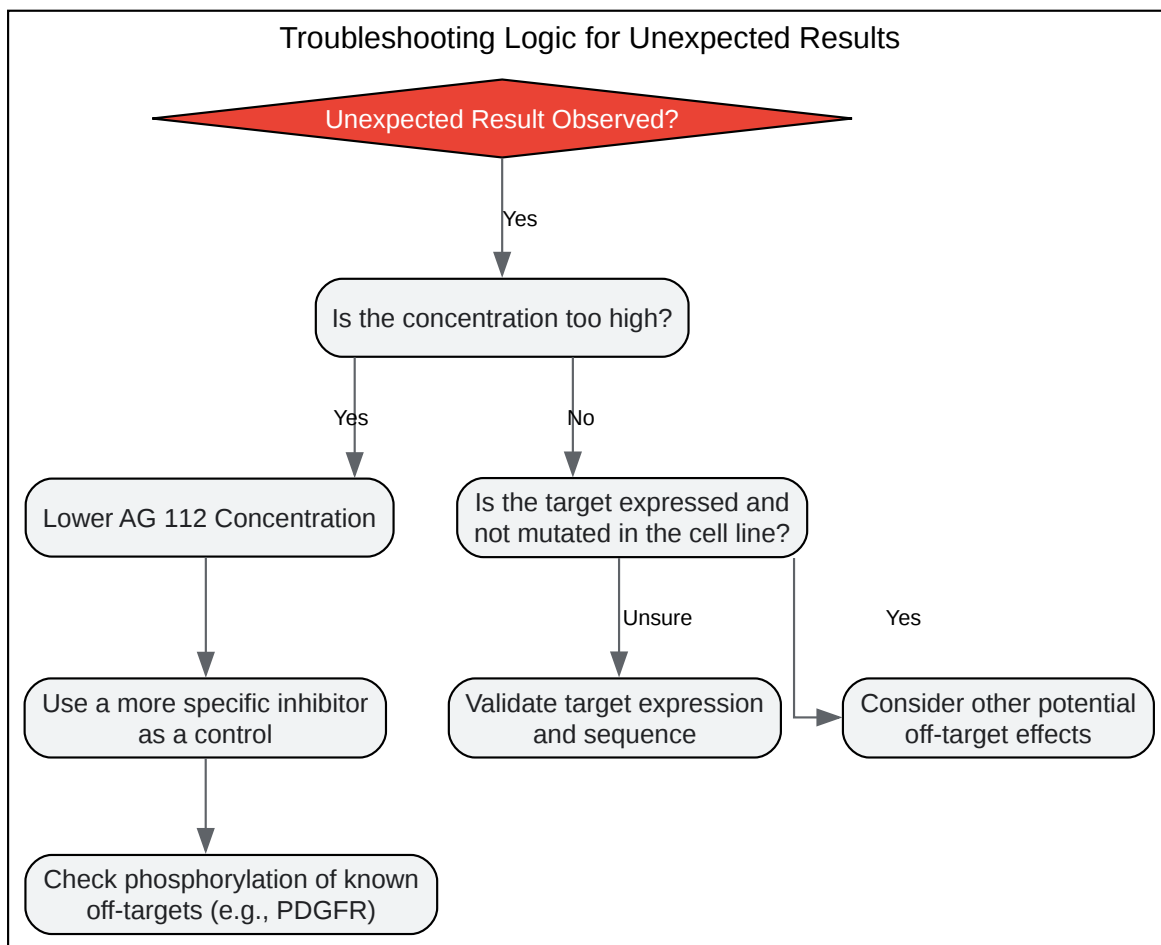 Troubleshooting Logic for Unexpected Results
Unexpected Result Observed?
Yes
Is the concentration too high?
Yes
No
Lower AG 112 Concentration
Is the target expressed and
not mutated in the cell line?
Unsure
Yes
Use a more specific inhibitor
as a control
Validate target expression
and sequence
Consider other potential
off-target effects
Check phosphorylation of known
off-targets (e.g., PDGFR)